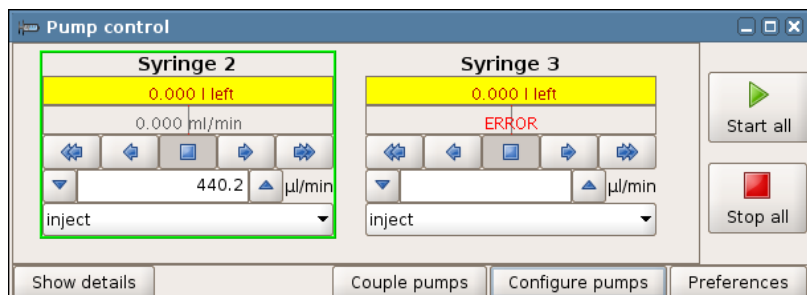 Pump control
Syringe 2
0.000 l left
0.000 ml/min
440.2 µl/min
inject
Syringe 3
0.000 l left
ERROR
µl/min
inject
Start all
Stop all
Show details
Couple pumps
Configure pumps
Preferences